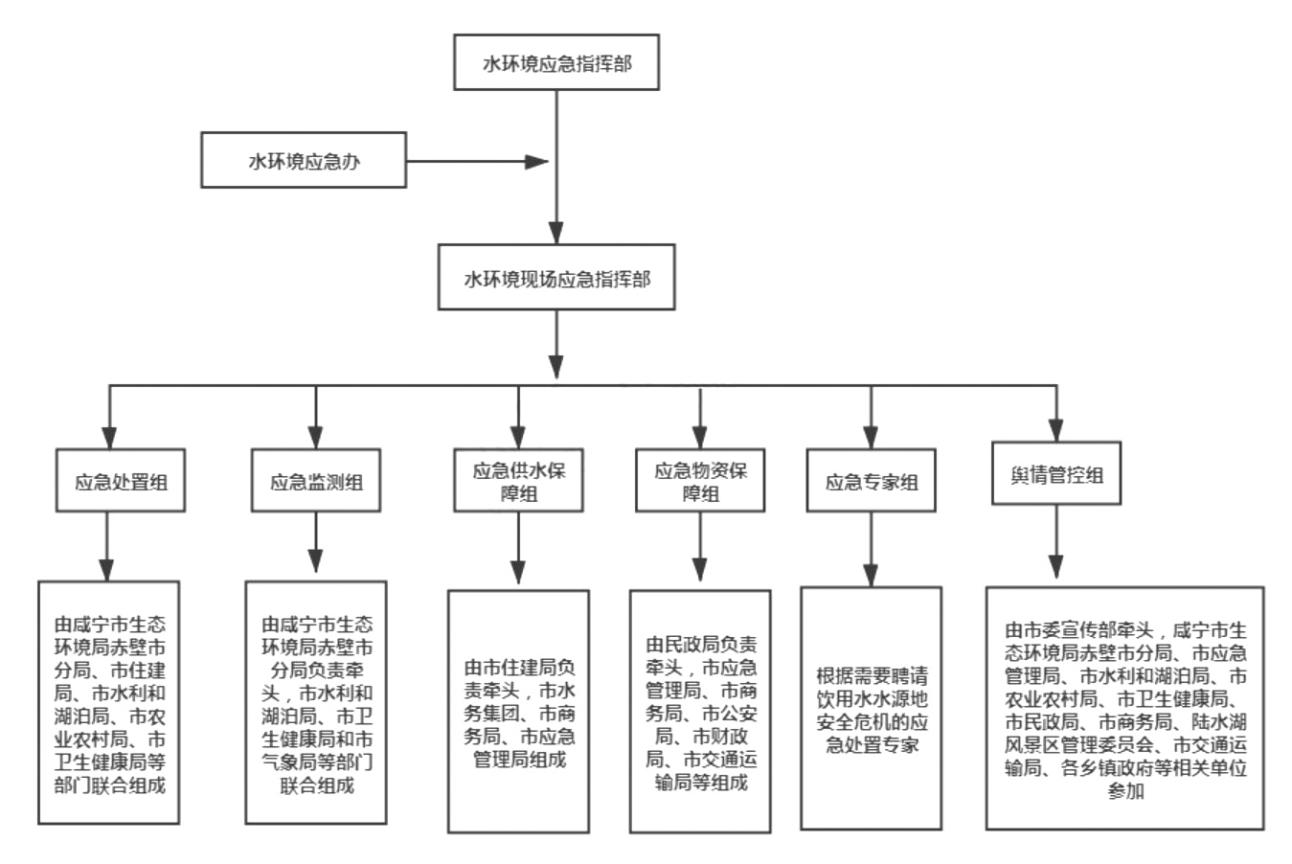 水环境应急指挥部
水环境应急办
水环境现场应急指挥部
应急处置组
应急监测组
应急供水保
障组
应急物资保
障组
应急专家组
舆情管控组
由咸宁市生态
环境局赤壁市
分局、市住建
局、市水利和
湖泊局、市农
业农村局、市
卫生健康局等
部门联合组成
由咸宁市生态
环境局赤壁市
分局负责牵
头，市水利和
湖泊局、市卫
生健康局和市
气象局等部门
联合组成
由市住建局负
责牵头，市水
务集团、市商
务局、市应急
管理局组成
由民政局负责
牵头，市应急
管理局、市商
务局、市公安
局、市财政
局、市交通运
输局等组成
根据需要聘请
饮用水水源地
安全危机的应
急处置专家
由市委宣传部牵头，咸宁市生
态环境局赤壁市分局、市应急
管理局、市水利和湖泊局、市
农业农村局、市卫生健康局、
市民政局、市商务局、陆水湖
风景区管理委员会、市交通运
输局、各乡镇政府等相关单位
参加